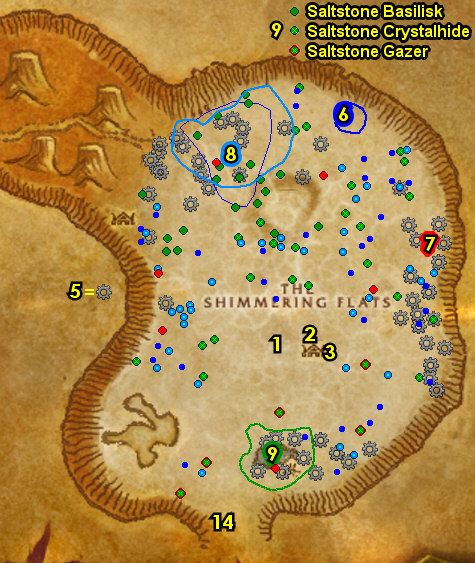 Saltstone Basilisk
9 Saltstone Crystalhide
Saltstone Gazer
6
8
7
5 =
THE
SHIMMERING FLATS
2
1
3
9
14